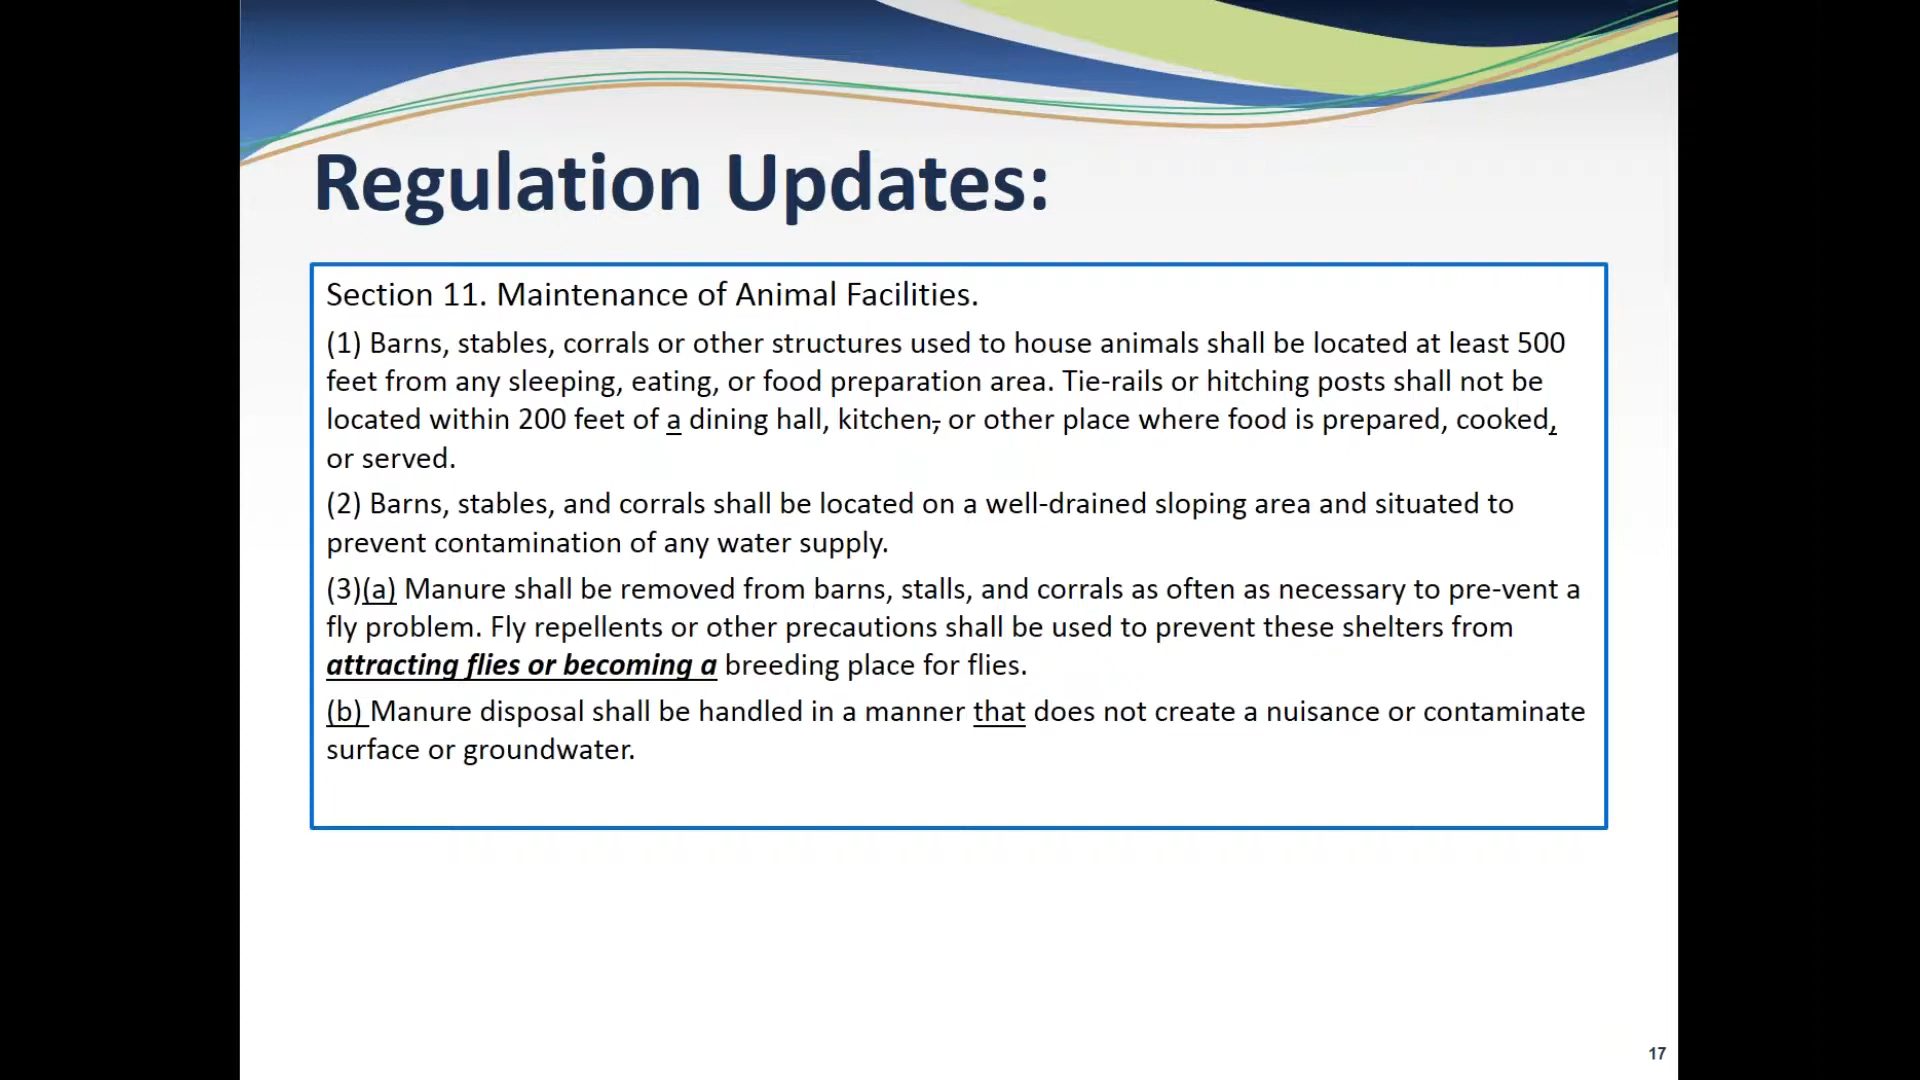 Regulation Updates:
Section 11. Maintenance of Animal Facilities.
(1) Barns, stables, corrals or other structures used to house animals shall be located at least 500
feet from any sleeping, eating, or food preparation area. Tie-rails or hitching posts shall not be
located within 200 feet of a dining hall, kitchen, or other place where food is prepared, cooked,
or served.
(2) Barns, stables, and corrals shall be located on a well-drained sloping area and situated to
prevent contamination of any water supply.
(3)(a) Manure shall be removed from barns, stalls, and corrals as often as necessary to pre-vent a
fly problem. Fly repellents or other precautions shall be used to prevent these shelters from
attracting flies or becoming a breeding place for flies.
(b) Manure disposal shall be handled in a manner that does not create a nuisance or contaminate
surface or groundwater.
17